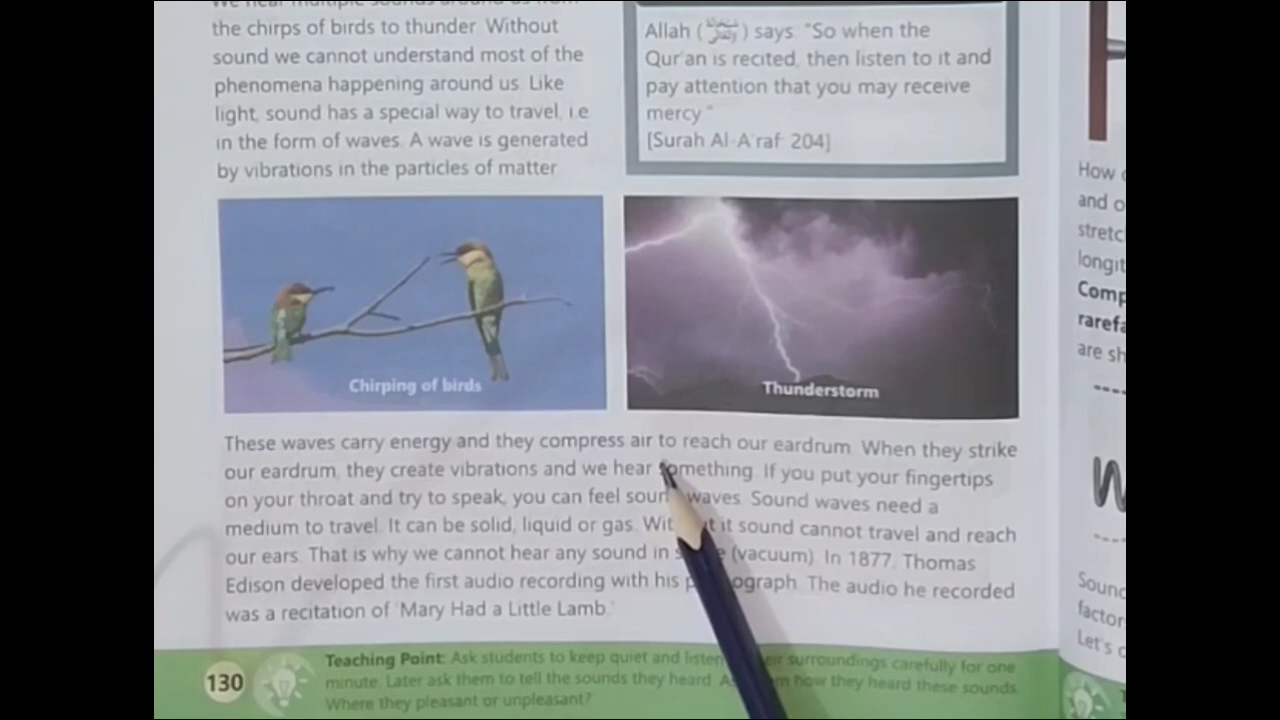 We hear multiple sounds around us from
the chirps of birds to thunder. Without
sound we cannot understand most of the
phenomena happening around us. Like
light, sound has a special way to travel, i.e
in the form of waves. A wave is generated
by vibrations in the particles of matter.
Allah ( ) says: "So when the
Qur'an is recited, then listen to it and
pay attention that you may receive
mercy."
[Surah Al-A'raf: 204]
Chirping of birds
Thunderstorm
These waves carry energy and they compress air to reach our eardrum. When they strike
our eardrum, they create vibrations and we hear something. If you put your fingertips
on your throat and try to speak, you can feel sound waves. Sound waves need a
medium to travel. It can be solid, liquid or gas. Without it sound cannot travel and reach
our ears. That is why we cannot hear any sound in (vacuum). In 1877, Thomas
Edison developed the first audio recording with his The audio he recorded
was a recitation of 'Mary Had a Little Lamb.'
Teaching Point: Ask students to keep quiet and listen surroundings carefully for one
minute. Later ask them to tell the sounds they heard. how they heard these sounds.
Where they pleasant or unpleasant?
130
How
and o
stretc
longit
Comp
rarefa
are sh
Sound
factor
Let's